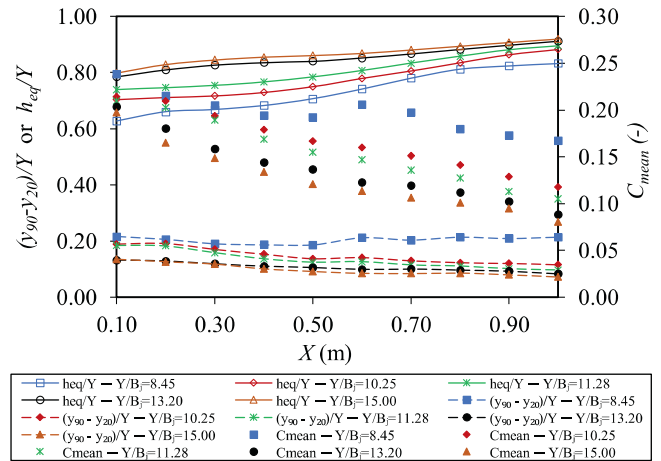 1.00
0.80
0.60
0.40
0.20
0.00
(y90-y20)/Y or heq/Y
0.30
0.25
0.20
0.15
0.10
0.05
0.00
Cmean (-)
0.10 0.30 0.50 0.70 0.90
X (m)
heq/Y — Y/Bj=8.45 heq/Y — Y/Bj=10.25 heq/Y — Y/Bj=11.28
heq/Y — Y/Bj=13.20 heq/Y — Y/Bj=15.00 (y90 - y20)/Y — Y/Bj=8.45
(y90 - y20)/Y — Y/Bj=10.25 (y90 - y20)/Y — Y/Bj=11.28 (y90 - y20)/Y — Y/Bj=13.20
(y90 - y20)/Y — Y/Bj=15.00 Cmean — Y/Bj=8.45 Cmean — Y/Bj=10.25
Cmean — Y/Bj=11.28 Cmean — Y/Bj=13.20 Cmean — Y/Bj=15.00